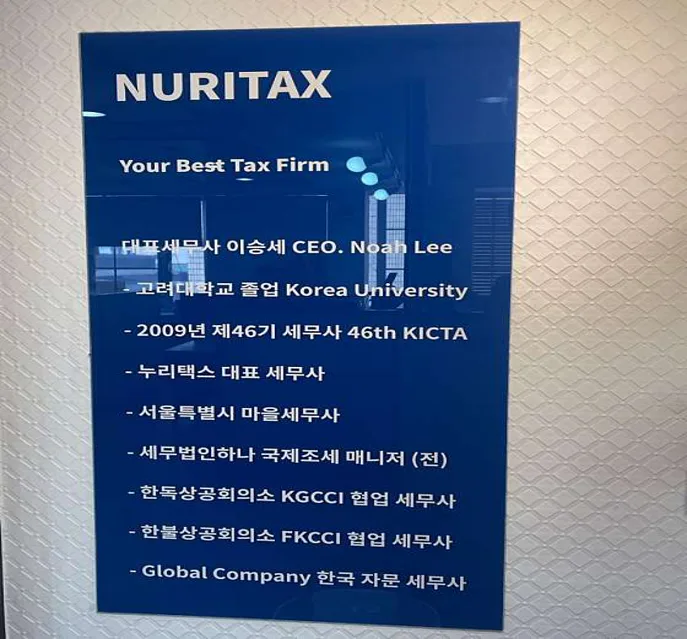 NURITAX
Your Best Tax Firm
대표세무사 이승세 CEO. Noah Lee
- 고려대학교 졸업 Korea University
- 2009년 제46기 세무사 46th KICTA
- 누리택스 대표 세무사
- 서울특별시 마을세무사
- 세무법인하나 국제조세 매니저 (전)
- 한독상공회의소 KGCCI 협업 세무사
- 한불상공회의소 FKCCI 협업 세무사
- Global Company 한국 자문 세무사